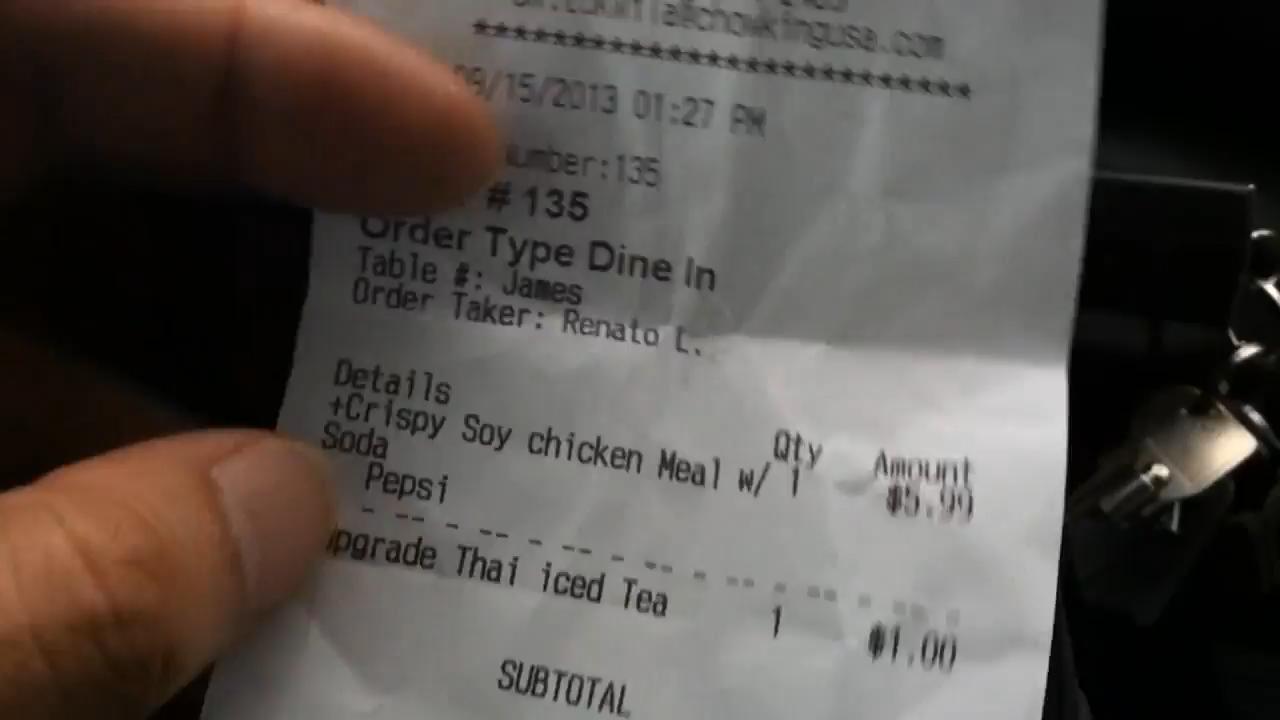 ***********************************
09/15/2013 01:27 PM
umber:135
# 135
Order Type Dine In
Table #: James
Order Taker: Renato L.
Details Qty Amount
+Crispy Soy chicken Meal w/ 1 $5.99
Soda
Pepsi
- -- - -- - -- - -- - -- - -- -
pgrade Thai iced Tea 1 $1.00
SUBTOTAL